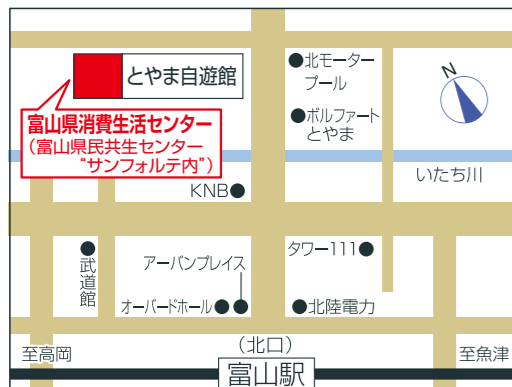 とやま自遊館
富山県消費生活センター
(富山県民共生センター
“サンフォルテ内”)
北モーター
プール
ボルファート
とやま
N
いたち川
KNB
武道館
アーバンプレイス
オーバードホール
タワー111
北陸電力
至高岡
(北口)
富山駅
至魚津